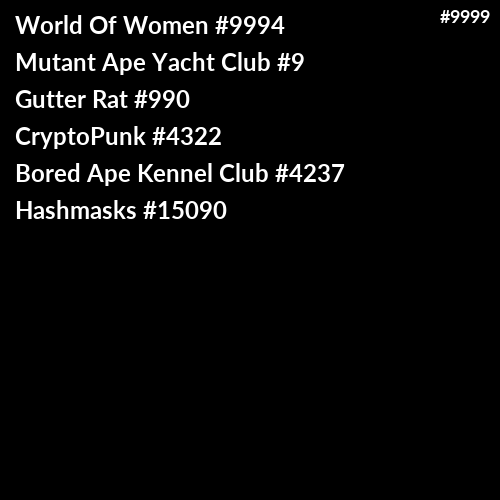 World Of Women #9994
#9999
Mutant Ape Yacht Club #9
Gutter Rat #990
CryptoPunk #4322
Bored Ape Kennel Club #4237
Hashmasks #15090